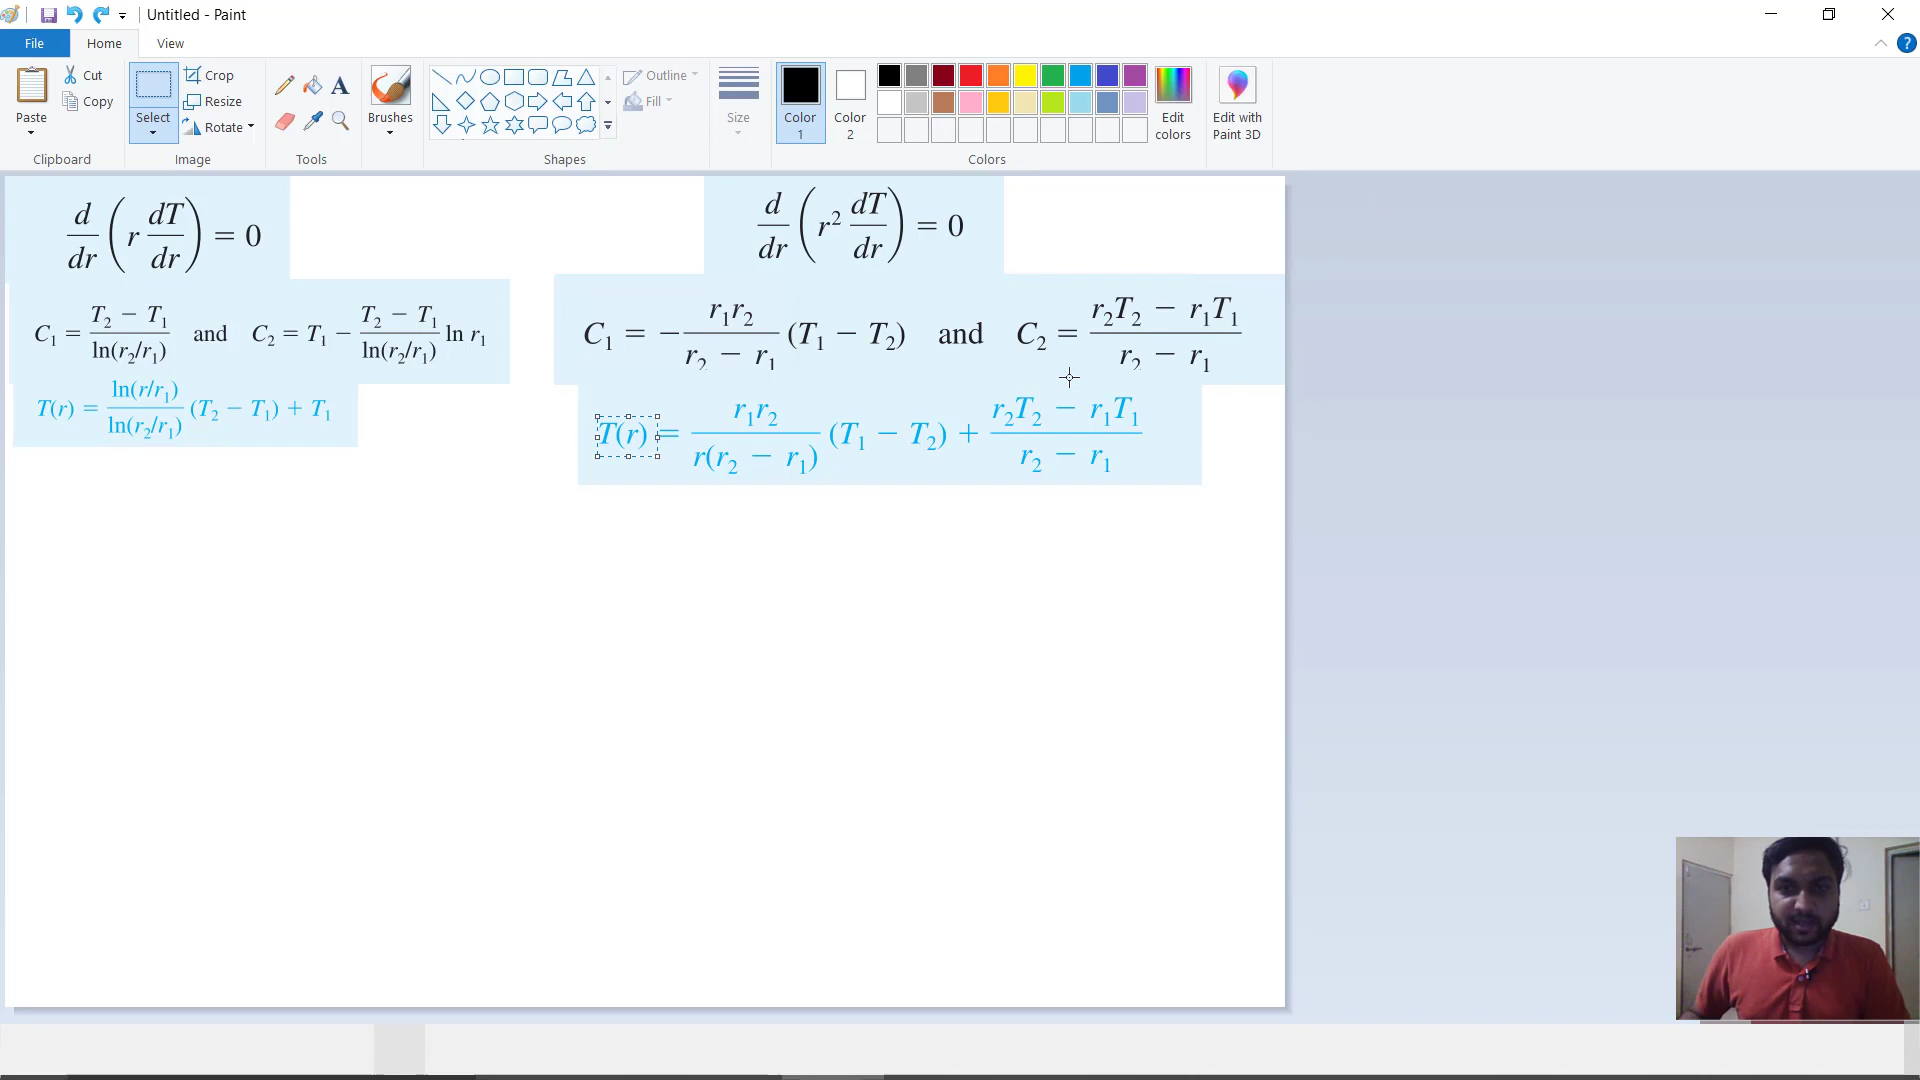 Untitled - Paint
File Home View
Paste
Cut
Copy
Clipboard
Select
Crop
Resize
Rotate
Image
A
Tools
Brushes
Shapes
Outline
Fill
Size
Color 1
Color 2
Colors
Edit colors
Edit with Paint 3D
?
d/dr (r dT/dr) = 0
C₁ = (T₂ − T₁)/ln(r₂/r₁) and C₂ = T₁ − (T₂ − T₁)/ln(r₂/r₁) ln r₁
T(r) = ln(r/r₁)/ln(r₂/r₁) (T₂ − T₁) + T₁
d/dr (r² dT/dr) = 0
C₁ = − r₁r₂/(r₂ − r₁) (T₁ − T₂) and C₂ = (r₂T₂ − r₁T₁)/(r₂ − r₁)
T(r) = r₁r₂/(r(r₂ − r₁)) (T₁ − T₂) + (r₂T₂ − r₁T₁)/(r₂ − r₁)